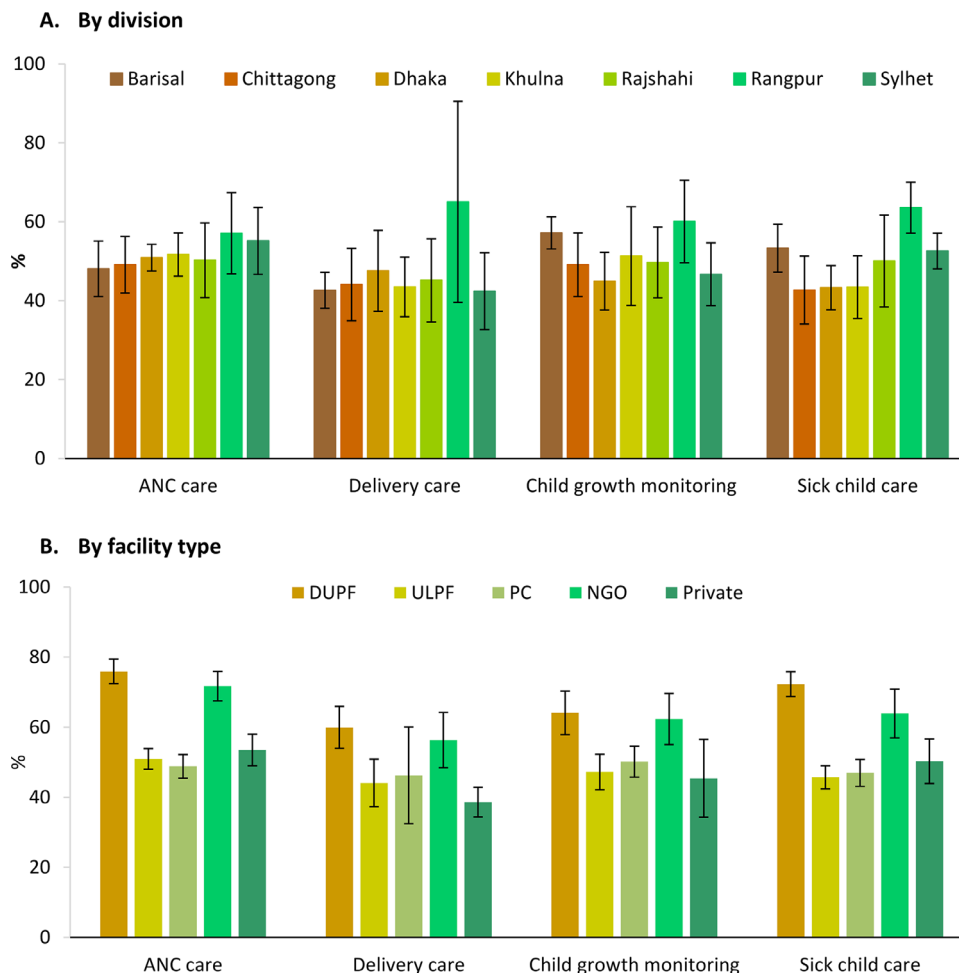 A. By division
100
Barisal Chittagong Dhaka Khulna Rajshahi Rangpur Sylhet
80
60
%
40
20
0
ANC care Delivery care Child growth monitoring Sick child care
B. By facility type
100
DUPF ULPF PC NGO Private
80
60
%
40
20
0
ANC care Delivery care Child growth monitoring Sick child care